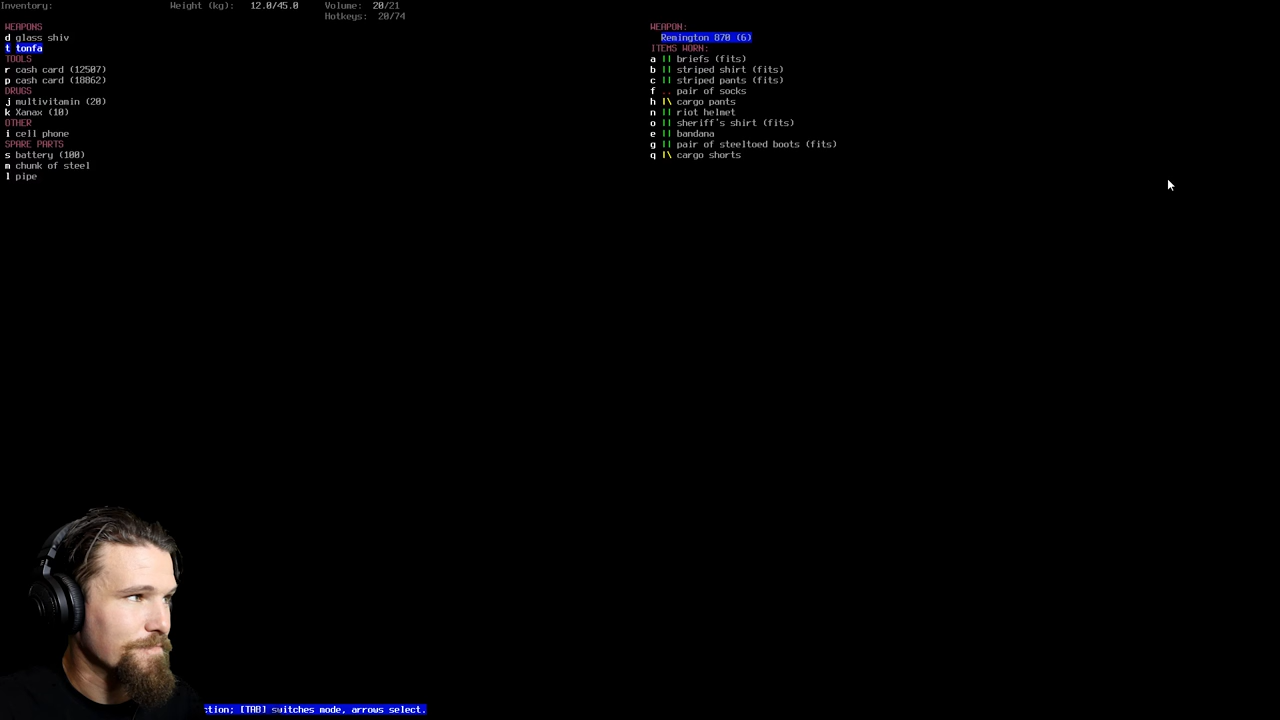 Inventory: Weight (kg): 12.0/45.0 Volume: 20/21
Hotkeys: 20/74
WEAPONS
d glass shiv
t tonfa
TOOLS
r cash card (12507)
p cash card (18862)
DRUGS
j multivitamin (20)
k Xanax (10)
OTHER
i cell phone
SPARE PARTS
s battery (100)
m chunk of steel
l pipe
WEAPON:
Remington 870 (6)
ITEMS WORN:
a || briefs (fits)
b || striped shirt (fits)
c || striped pants (fits)
f .. pair of socks
h |\ cargo pants
n || riot helmet
o || sheriff's shirt (fits)
e || bandana
g || pair of steeltoed boots (fits)
q |\ cargo shorts
ction; [TAB] switches mode, arrows select.